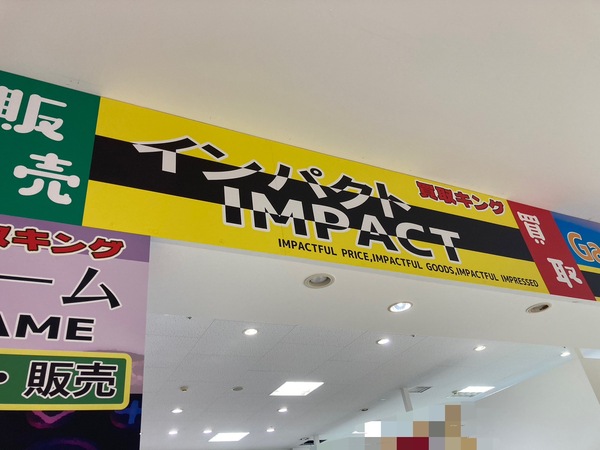 販売
インパクト
買取キング
IMPACT
IMPACTFUL PRICE,IMPACTFUL GOODS,IMPACTFUL IMPRESSED
買取
Ga
取キング
ーム
AME
・販売